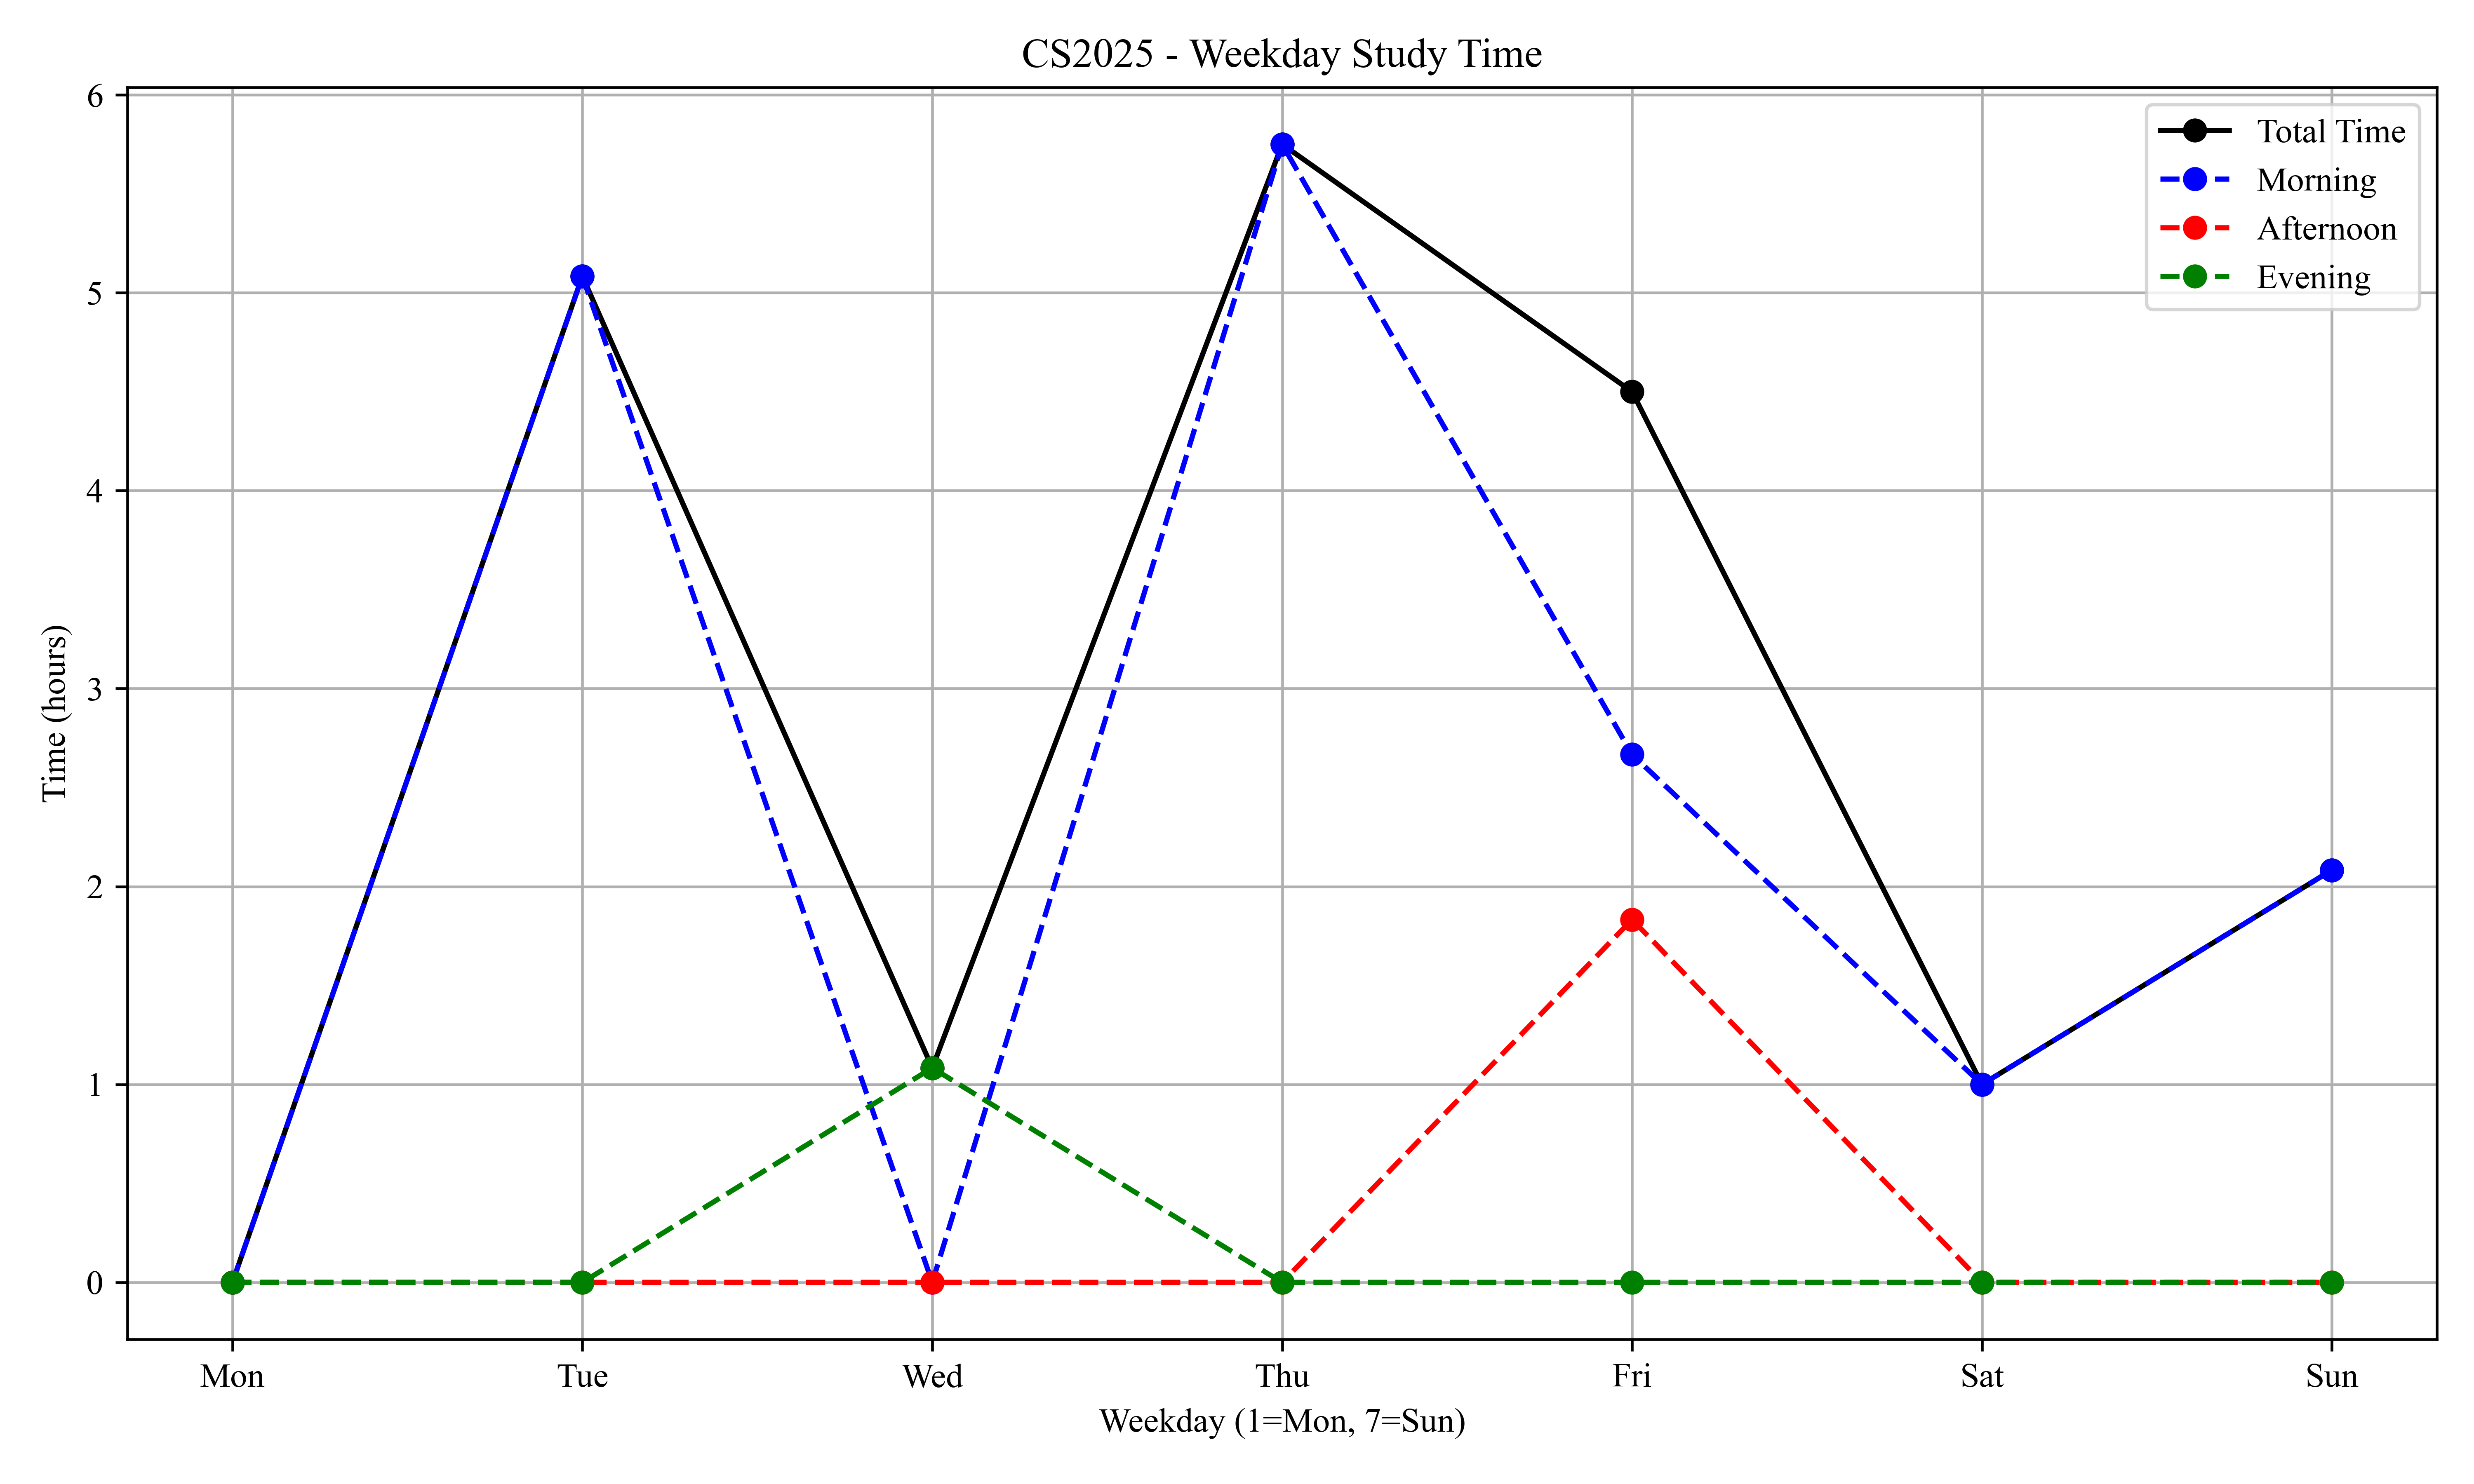 CS2025 - Weekday Study Time
6
5
4
3
2
1
0
Time (hours)
Total Time
Morning
Afternoon
Evening
Mon Tue Wed Thu Fri Sat Sun
Weekday (1=Mon, 7=Sun)